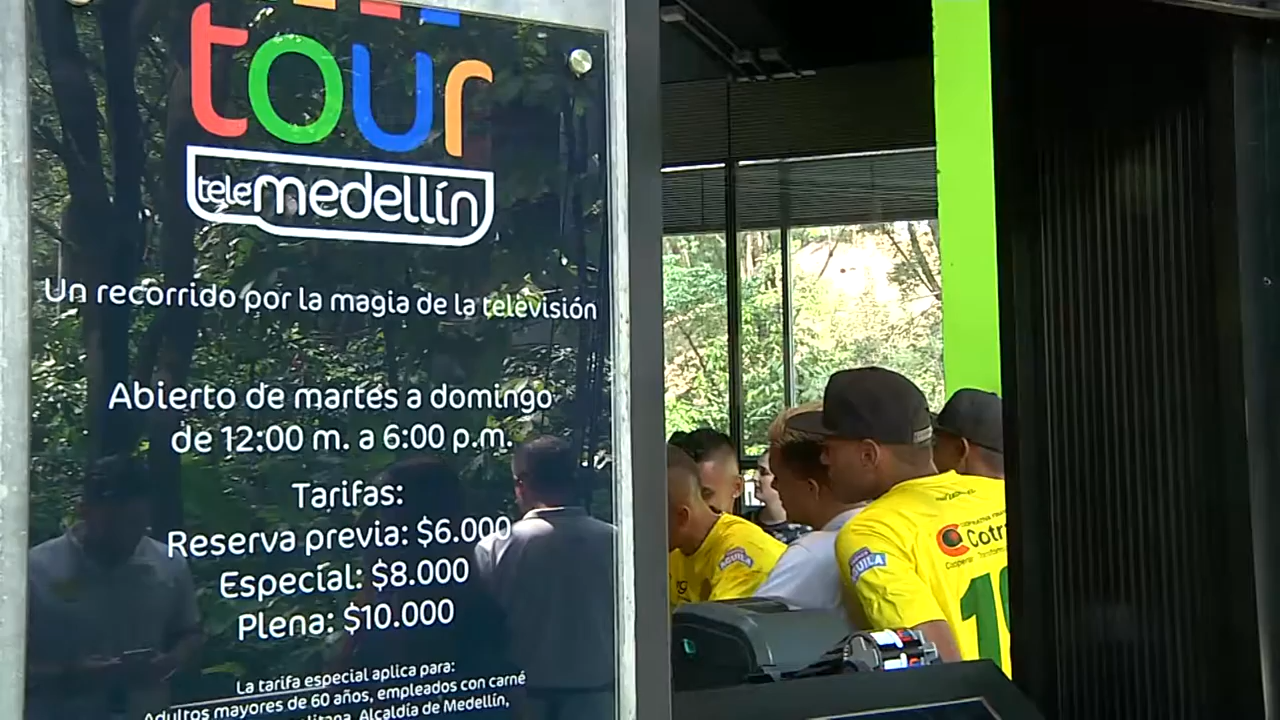 tour
telemedellín
Un recorrido por la magia de la televisión
Abierto de martes a domingo
de 12:00 m. a 6:00 p.m.
Tarifas:
Reserva previa: $6.000
Especial: $8.000
Plena: $10.000
La tarifa especial aplica para:
Adultos mayores de 60 años, empleados con carné
Alcaldía de Medellín,
AGUILA